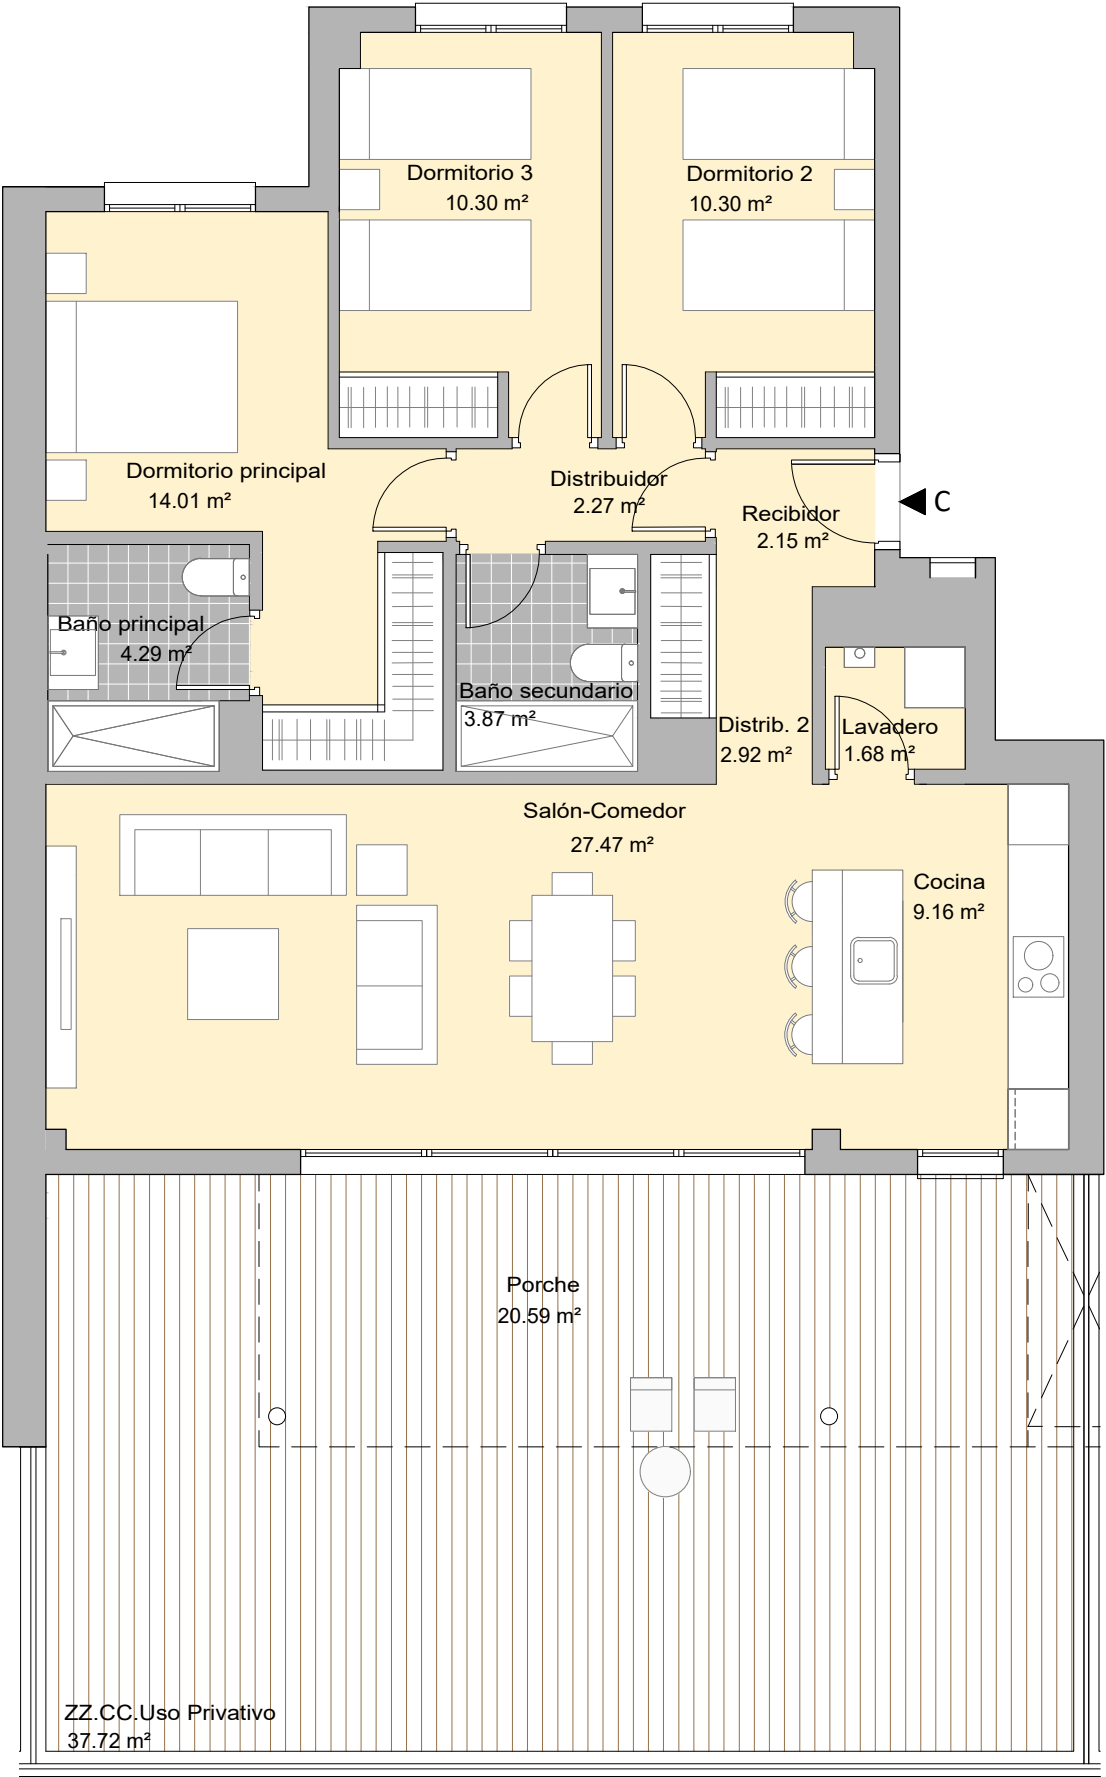 Dormitorio 3
10.30 m²
Dormitorio 2
10.30 m²
Dormitorio principal
14.01 m²
Distribuidor
2.27 m²
C
Recibidor
2.15 m²
Baño principal
4.29 m²
Baño secundario
3.87 m²
Distrib. 2
2.92 m²
Lavadero
1.68 m²
Salón-Comedor
27.47 m²
Cocina
9.16 m²
Porche
20.59 m²
ZZ.CC.Uso Privativo
37.72 m²